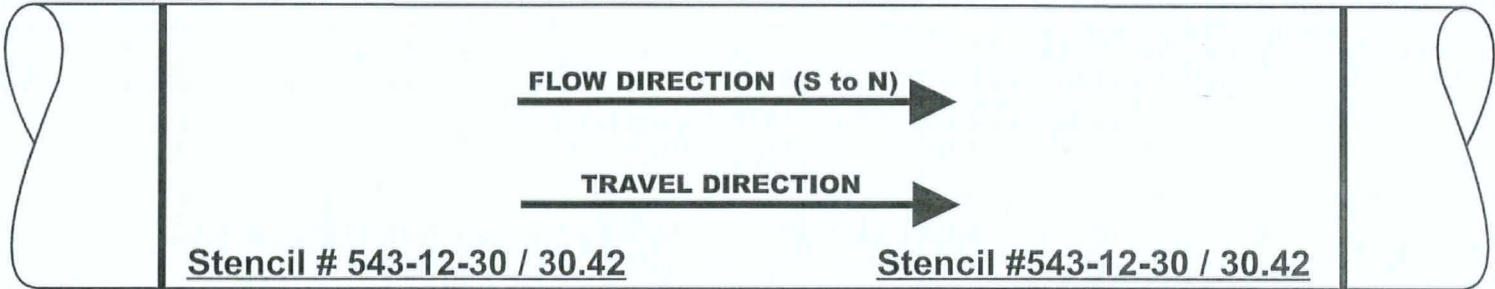 FLOW DIRECTION (S to N)
TRAVEL DIRECTION
Stencil # 543-12-30 / 30.42
Stencil #543-12-30 / 30.42